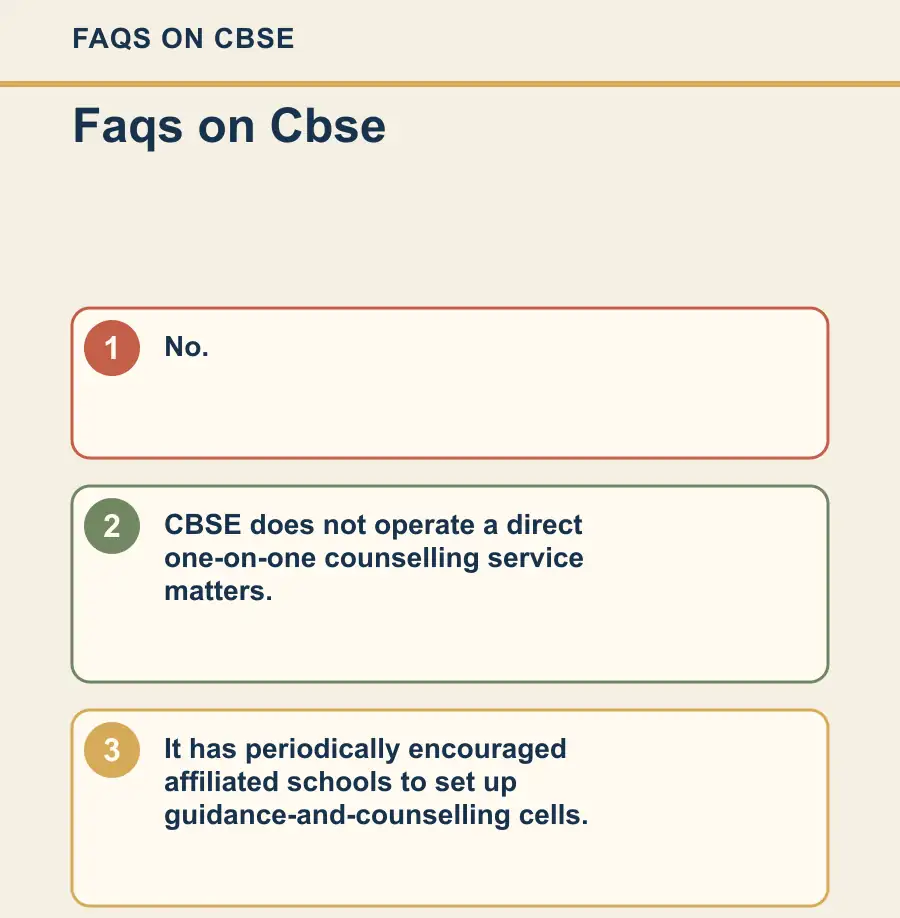 FAQS ON CBSE
Faqs on Cbse
1
No.
2
CBSE does not operate a direct
one-on-one counselling service
matters.
3
It has periodically encouraged
affiliated schools to set up
guidance-and-counselling cells.